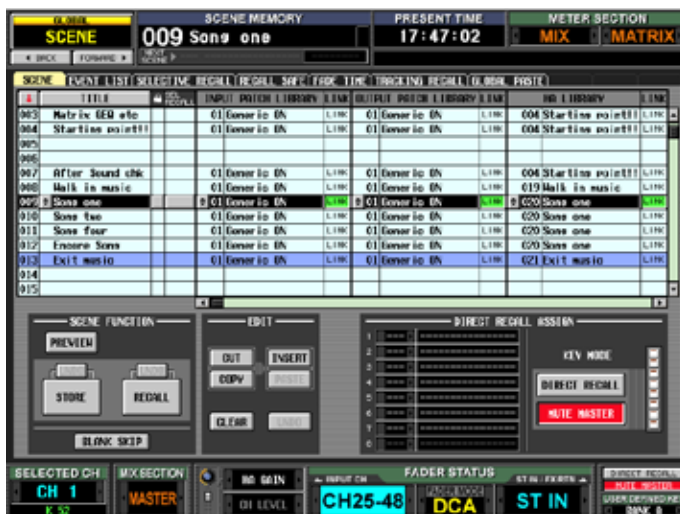 GLOBAL SCENE MEMORY PRESENT TIME METER SECTION
SCENE 009 Song one 17:47:02 MIX MATRIX
BACK FORWARD NEXT SCENE
SCENE EVENT LIST SELECTIVE RECALL RECALL SAFE FADE TIME TRACKING RECALL GLOBAL PASTE
# TITLE SEL RECALL INPUT PATCH LIBRARY LINK OUTPUT PATCH LIBRARY LINK HA LIBRARY LINK
003 Matrix GEQ etc 01 Generic ON LINK 01 Generic ON LINK 004 Starting point!! LINK
004 Starting point!! 01 Generic ON LINK 01 Generic ON LINK 004 Starting point!! LINK
005
006
007 After Sound chk 01 Generic ON LINK 01 Generic ON LINK 004 Starting point!! LINK
008 Walk in music 01 Generic ON LINK 01 Generic ON LINK 019 Walk in music LINK
009 Song one 01 Generic ON LINK 01 Generic ON LINK 020 Song one LINK
010 Song two 01 Generic ON LINK 01 Generic ON LINK 020 Song one LINK
011 Song four 01 Generic ON LINK 01 Generic ON LINK 020 Song one LINK
012 Encore Song 01 Generic ON LINK 01 Generic ON LINK 020 Song one LINK
013 Exit music 01 Generic ON LINK 01 Generic ON LINK 021 Exit music LINK
014
015
SCENE FUNCTION EDIT DIRECT RECALL ASSIGN
PREVIEW
UNDO UNDO
STORE RECALL
BLANK SKIP
CUT INSERT
COPY PASTE
CLEAR UNDO
1
2
3
4
5
6
7
8
KEY MODE
DIRECT RECALL
MUTE MASTER
SELECTED CH MIX SECTION HA GAIN INPUT CH FADER STATUS ST IN / FX RTN DIRECT RECALL
CH 1 MASTER CH LEVEL CH25-48 FADER MODE DCA ST IN MUTE MASTER
K 52 USER DEFINED KEY
BANK